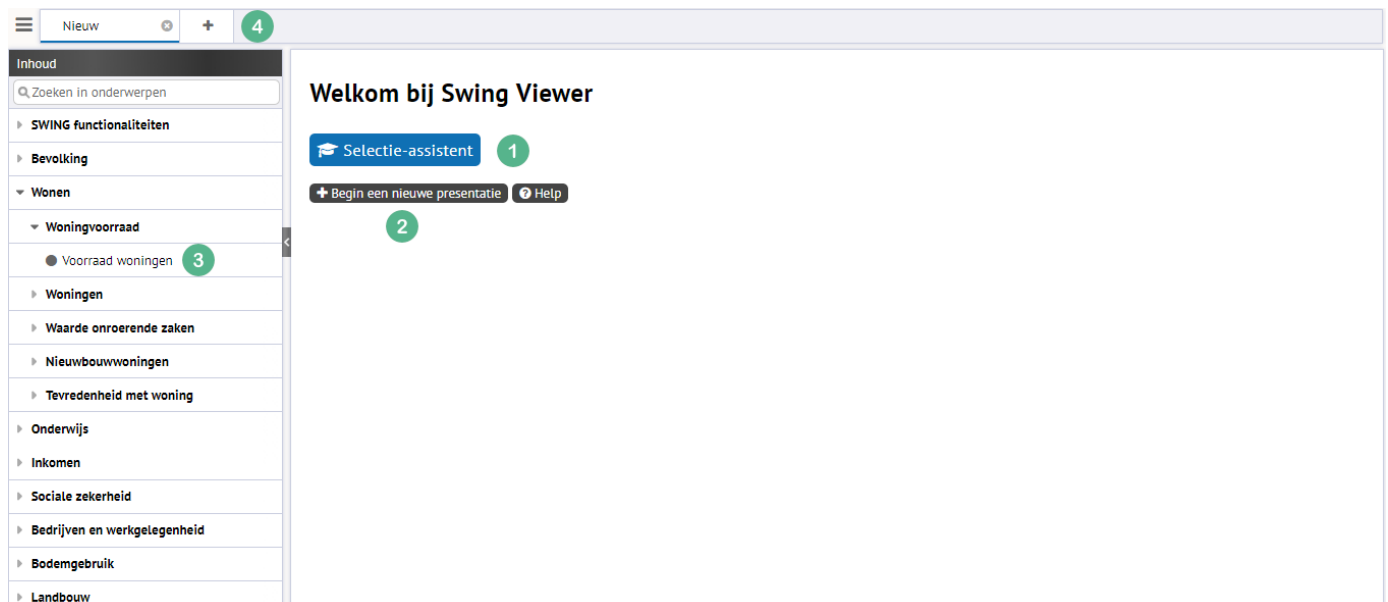 Nieuw
+
4
Inhoud
Zoeken in onderwerpen
SWING functionaliteiten
Bevolking
Wonen
Woningvoorraad
Voorraad woningen
3
Woningen
Waarde onroerende zaken
Nieuwbouwwoningen
Tevredenheid met woning
Onderwijs
Inkomen
Sociale zekerheid
Bedrijven en werkgelegenheid
Bodemgebruik
Landbouw
Welkom bij Swing Viewer
Selectie-assistent
1
Begin een nieuwe presentatie
Help
2